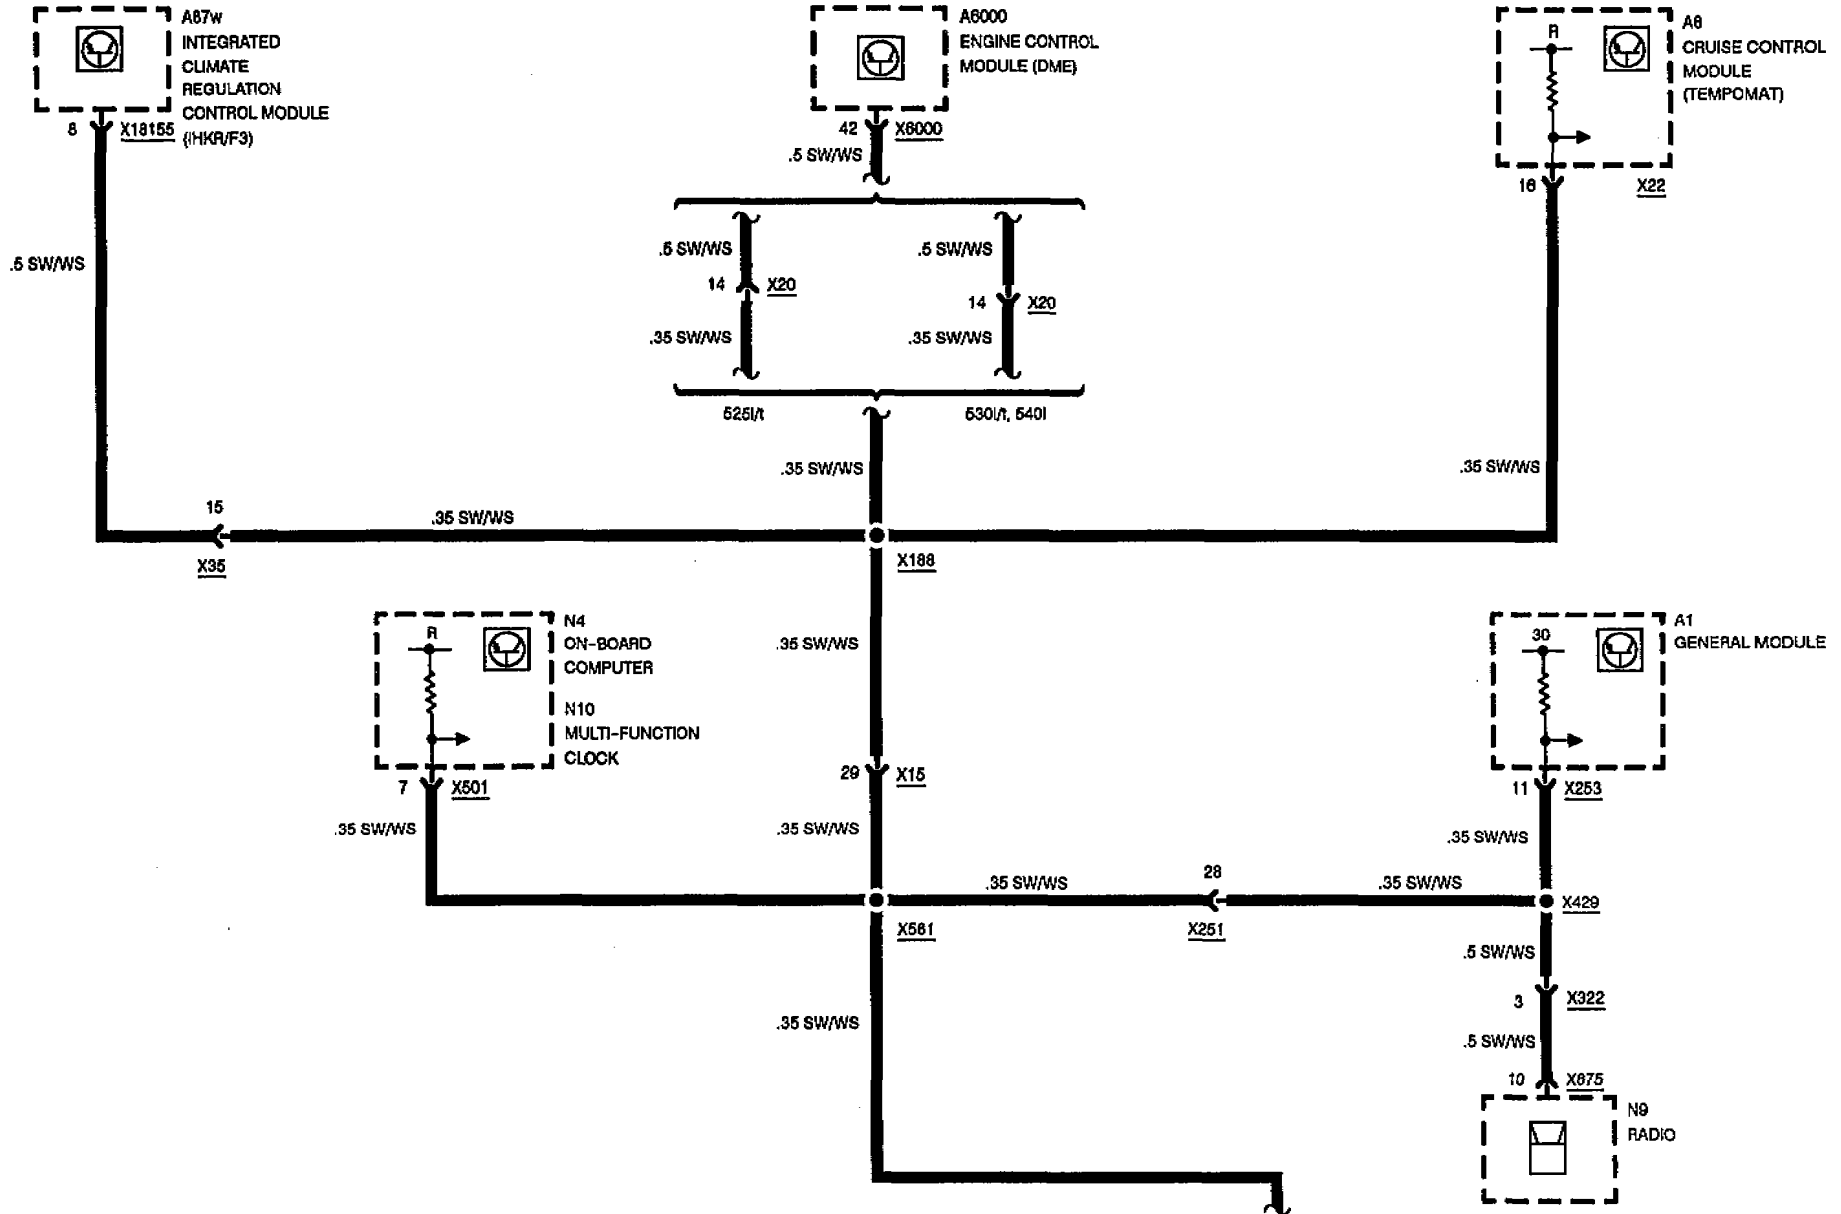 A87w
INTEGRATED
CLIMATE
REGULATION
CONTROL MODULE
(IHKR/F3)
8
X18155
A6000
ENGINE CONTROL
MODULE (DME)
42
X6000
.5 SW/WS
R
A8
CRUISE CONTROL
MODULE
(TEMPOMAT)
16
X22
.5 SW/WS
.5 SW/WS
14
X20
.35 SW/WS
.5 SW/WS
14
X20
.35 SW/WS
525I/t
530I/t, 540I
.35 SW/WS
.35 SW/WS
15
X35
.35 SW/WS
X188
R
N4
ON-BOARD
COMPUTER
N10
MULTI-FUNCTION
CLOCK
7
X501
.35 SW/WS
.35 SW/WS
29
X15
.35 SW/WS
30
A1
GENERAL MODULE
11
X253
.35 SW/WS
X561
.35 SW/WS
28
X251
.35 SW/WS
X429
.5 SW/WS
3
X322
.5 SW/WS
10
X675
N9
RADIO
.35 SW/WS